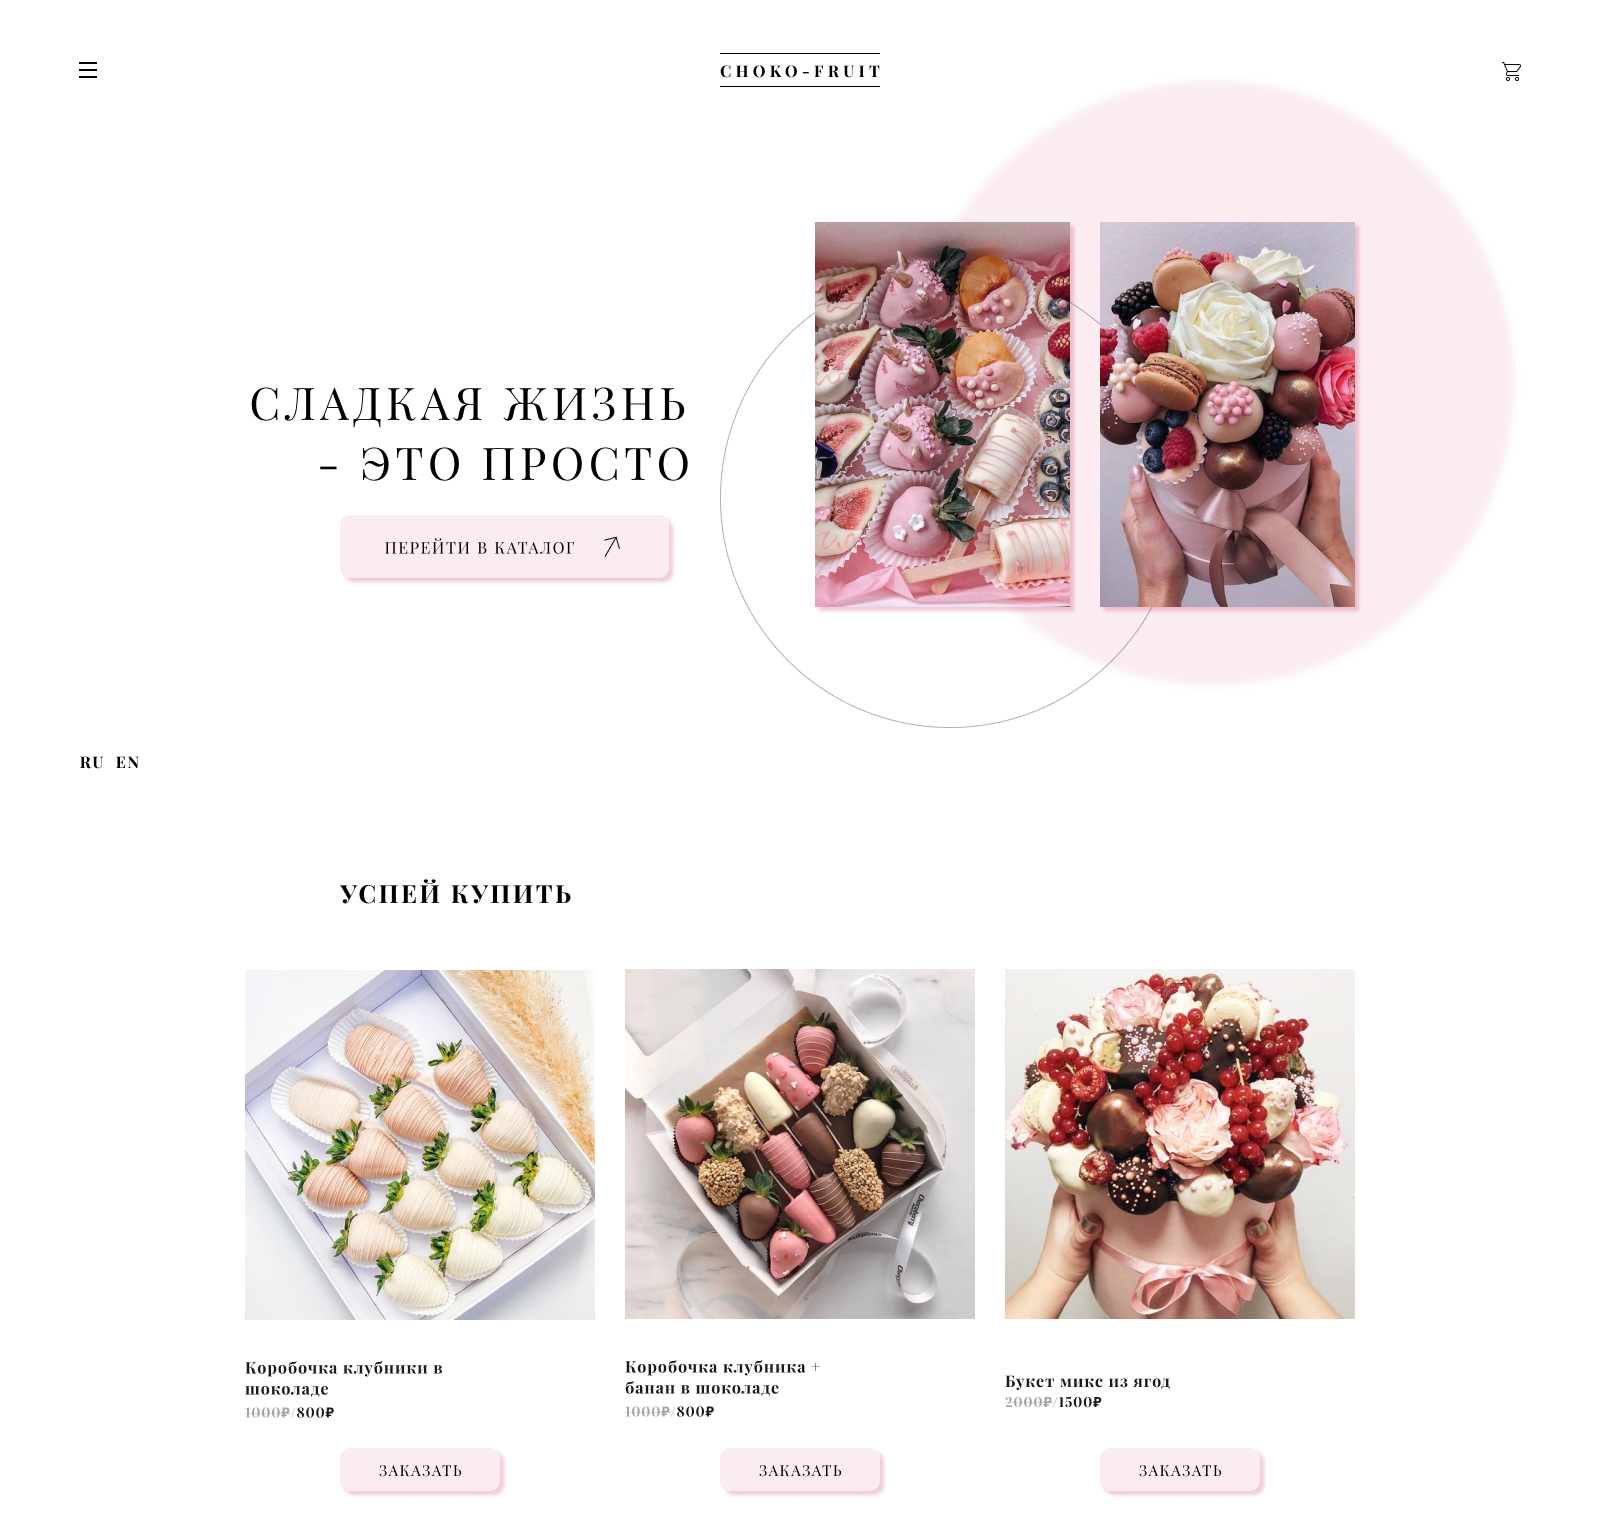 CHOKO-FRUIT
СЛАДКАЯ ЖИЗНЬ
- ЭТО ПРОСТО
ПЕРЕЙТИ В КАТАЛОГ
RU EN
УСПЕЙ КУПИТЬ
Коробочка клубники в
шоколаде
1000₽/800₽
ЗАКАЗАТЬ
Коробочка клубника +
банан в шоколаде
1000₽/800₽
ЗАКАЗАТЬ
Букет микс из ягод
2000₽/1500₽
ЗАКАЗАТЬ